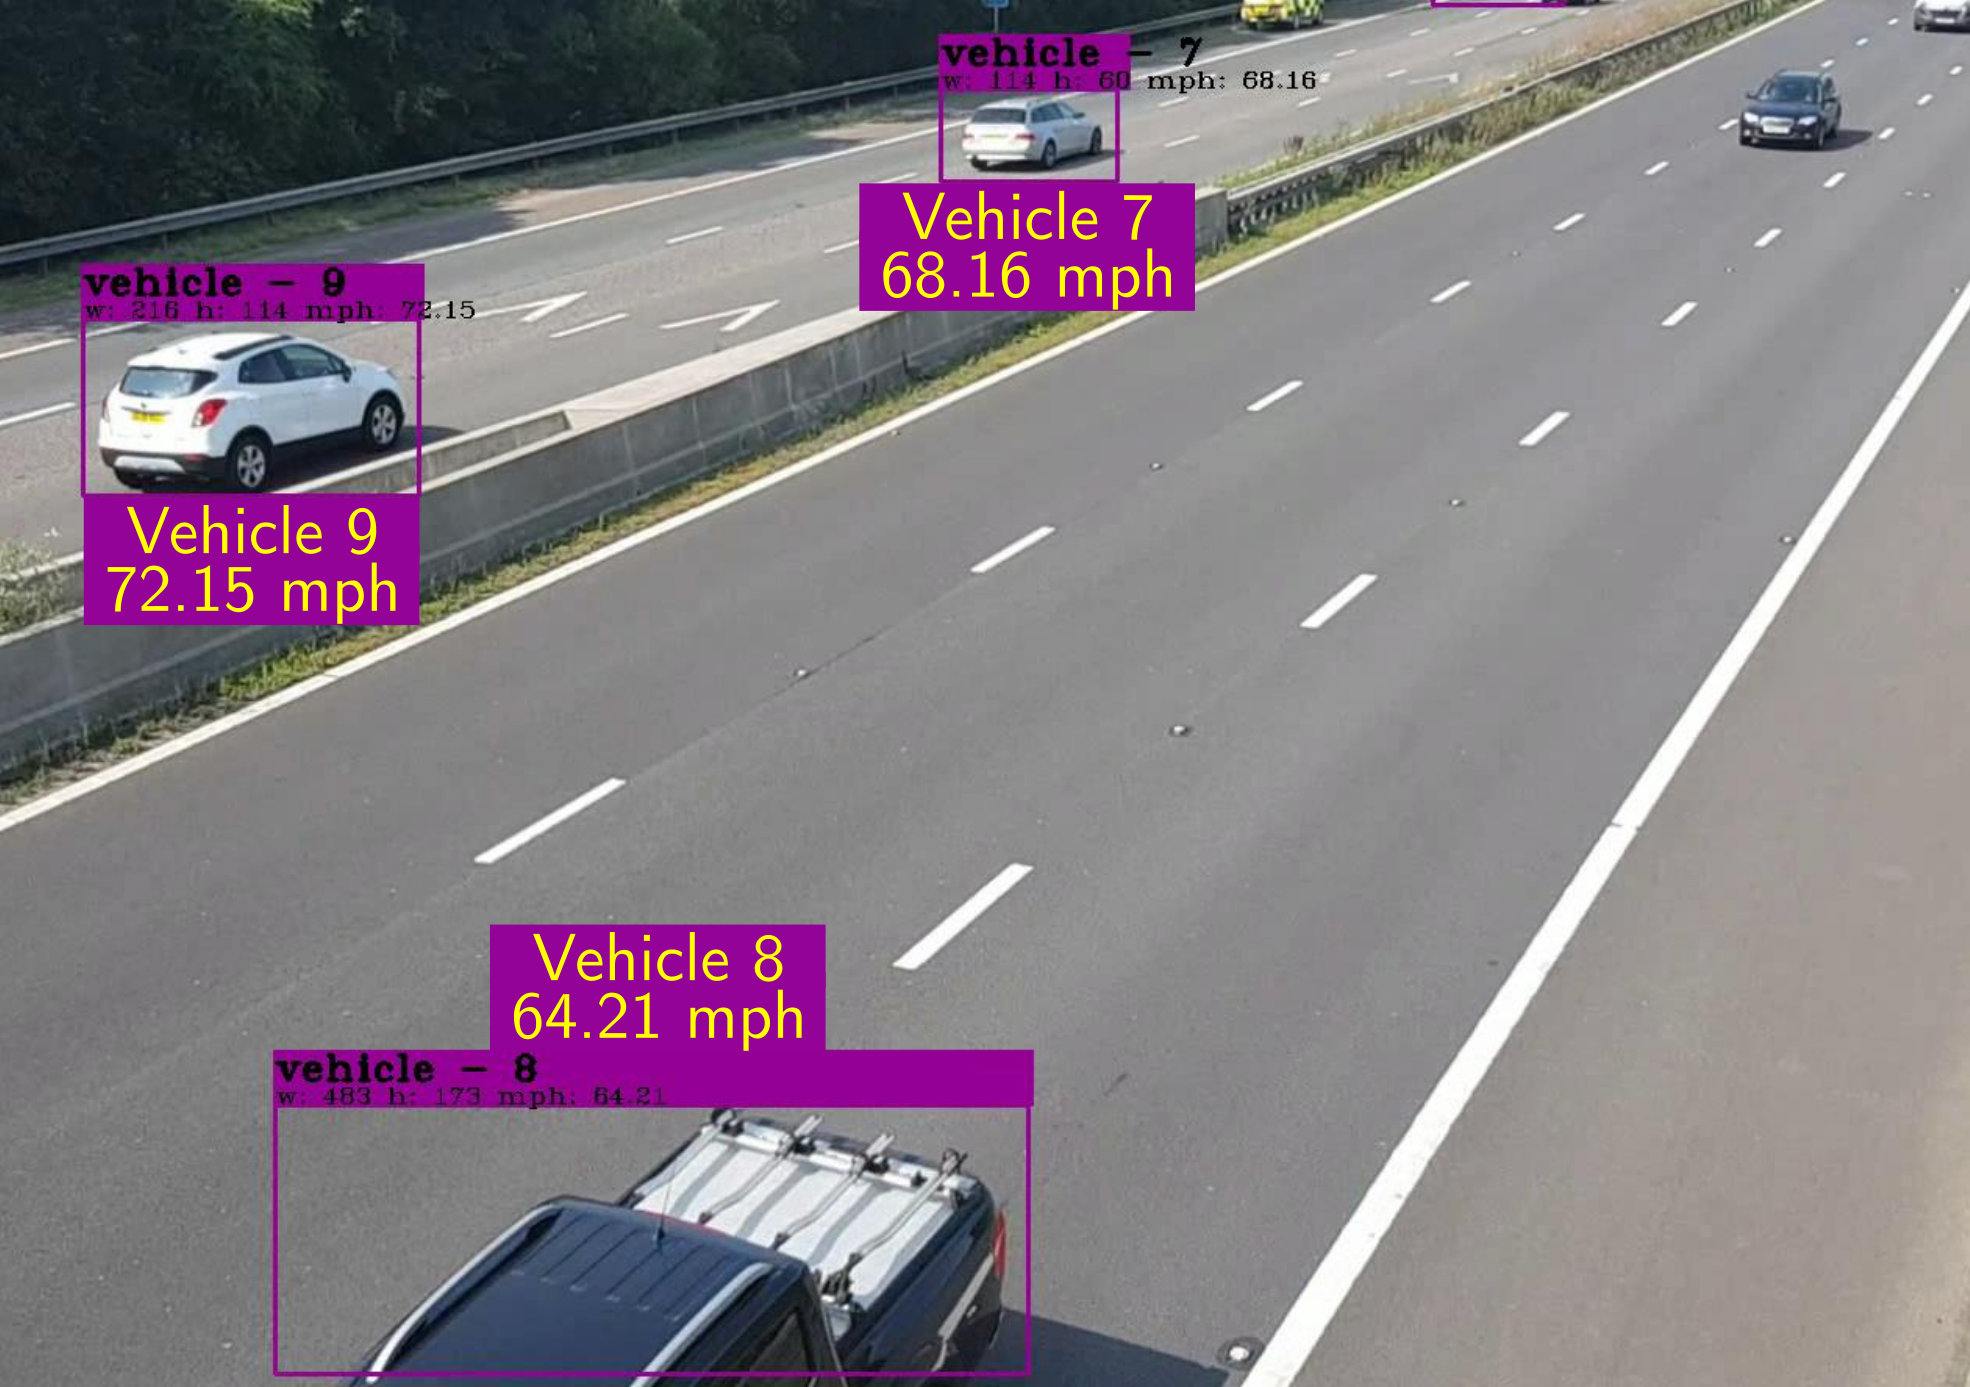 vehicle - 7
w: 114 h: 60 mph: 68.16
Vehicle 7
68.16 mph
vehicle - 9
w: 216 h: 114 mph: 72.15
Vehicle 9
72.15 mph
Vehicle 8
64.21 mph
vehicle - 8
w: 483 h: 173 mph: 64.21